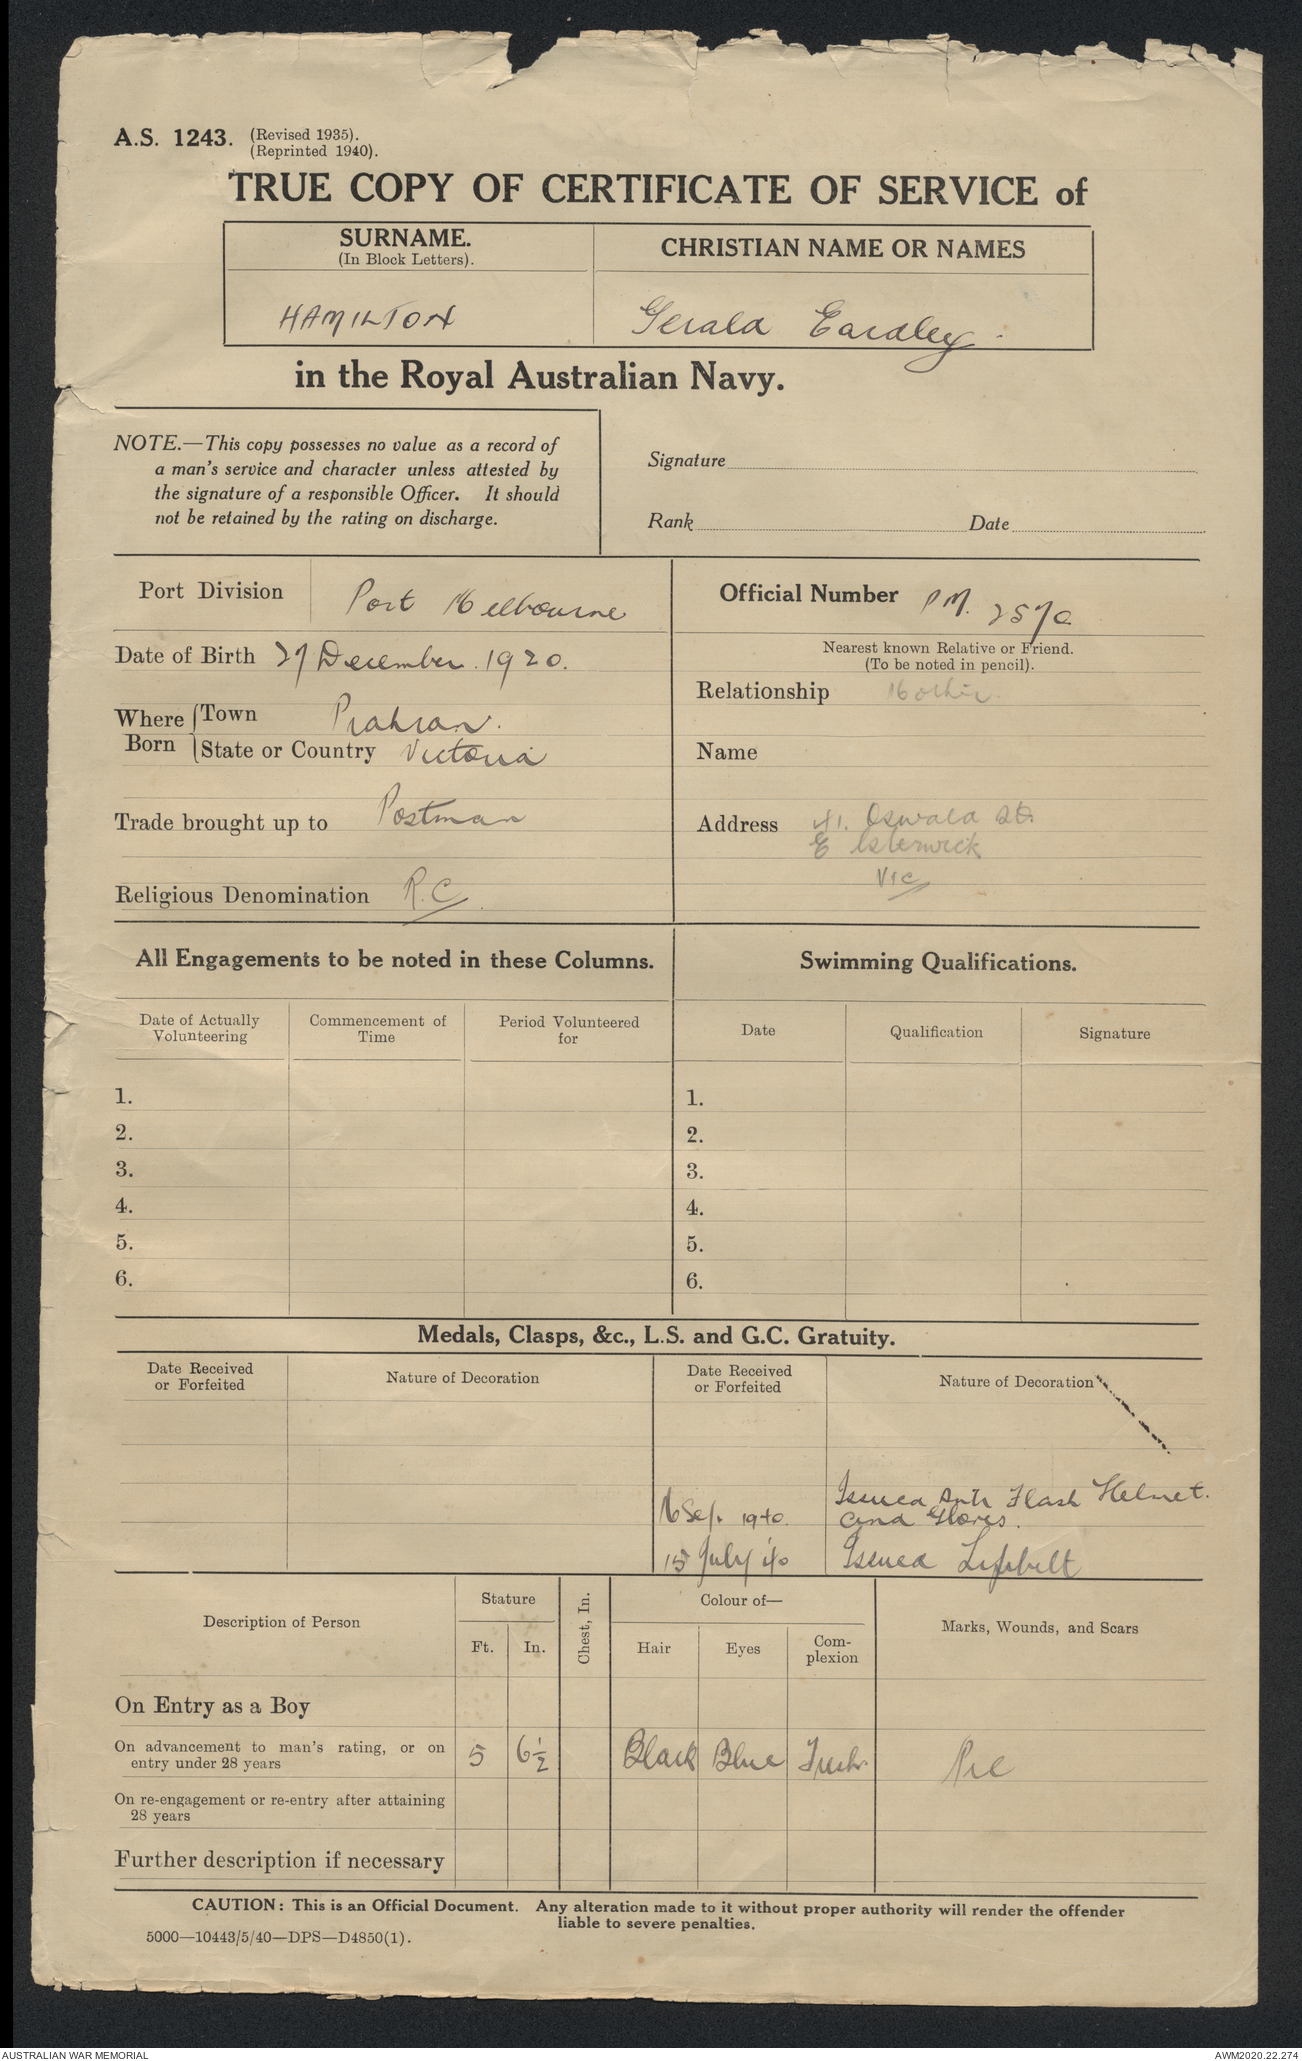 A.S. 1243. (Revised 1935).
(Reprinted 1940).
TRUE COPY OF CERTIFICATE OF SERVICE of
SURNAME.
(In Block Letters).
CHRISTIAN NAME OR NAMES
HAMILTON
Gerald Eardley
in the Royal Australian Navy.
NOTE.—This copy possesses no value as a record of
a man's service and character unless attested by
the signature of a responsible Officer. It should
not be retained by the rating on discharge.
Signature
Rank Date
Port Division Port Melbourne
Official Number P.M. 2570
Date of Birth 27 December. 1920.
Nearest known Relative or Friend.
(To be noted in pencil).
Relationship Mother
Where Born Town Prahran.
State or Country Victoria
Name
Trade brought up to Postman
Address 41. Oswald St.
E Elsternwick
Vic
Religious Denomination R.C.
All Engagements to be noted in these Columns.
Swimming Qualifications.
Date of Actually Volunteering
Commencement of Time
Period Volunteered for
Date Qualification Signature
1. 1.
2. 2.
3. 3.
4. 4.
5. 5.
6. 6.
Medals, Clasps, &c., L.S. and G.C. Gratuity.
Date Received or Forfeited
Nature of Decoration
Date Received or Forfeited
Nature of Decoration
Sep. 1940. Issued Anti Flash Helmet.
and Gloves.
15 July '40 Issued Lifebelt
Description of Person
Stature
Ft. In.
Chest, In.
Colour of—
Hair Eyes Complexion
Marks, Wounds, and Scars
On Entry as a Boy
On advancement to man's rating, or on
entry under 28 years
5 6½ Black Blue Fresh
On re-engagement or re-entry after attaining
28 years
Further description if necessary
CAUTION: This is an Official Document. Any alteration made to it without proper authority will render the offender
liable to severe penalties.
5000—10443/5/40—DPS—D4850(1).
AUSTRALIAN WAR MEMORIAL
AWM2020.22.274